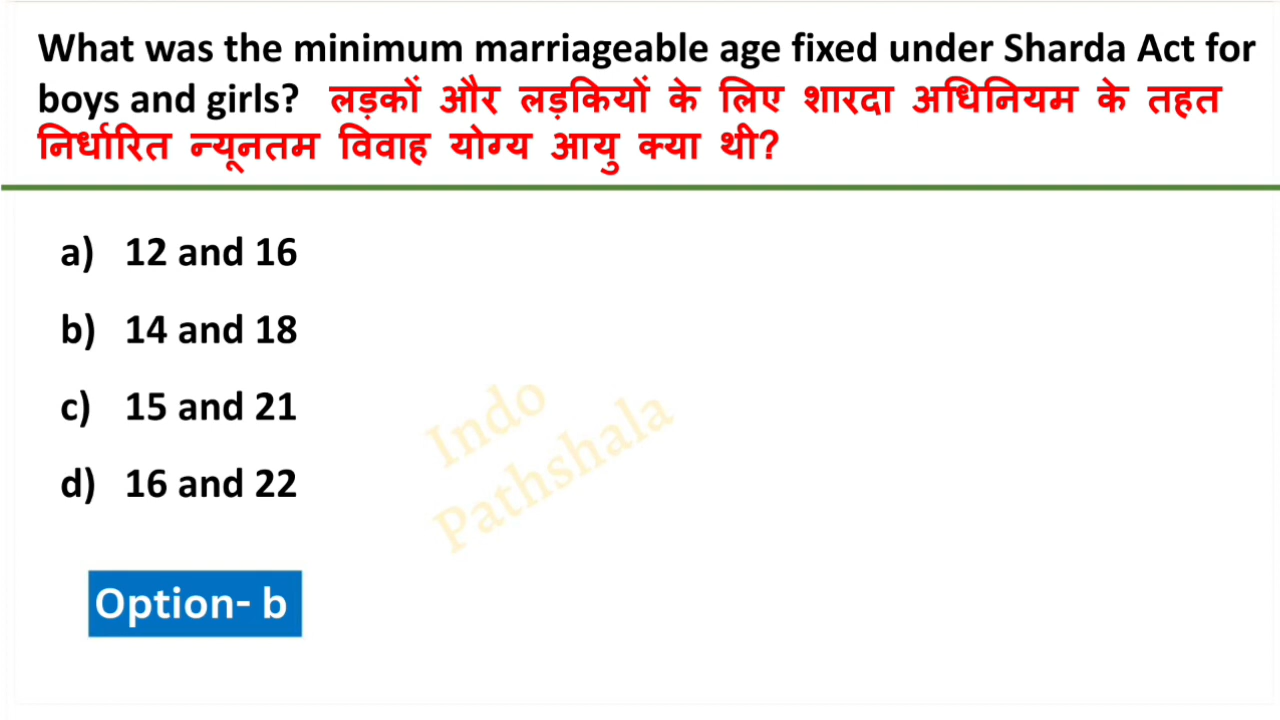 What was the minimum marriageable age fixed under Sharda Act for
boys and girls? लड़कों और लड़कियों के लिए शारदा अधिनियम के तहत
निर्धारित न्यूनतम विवाह योग्य आयु क्या थी?
a) 12 and 16
b) 14 and 18
c) 15 and 21
d) 16 and 22
Indo
Pathshala
Option- b